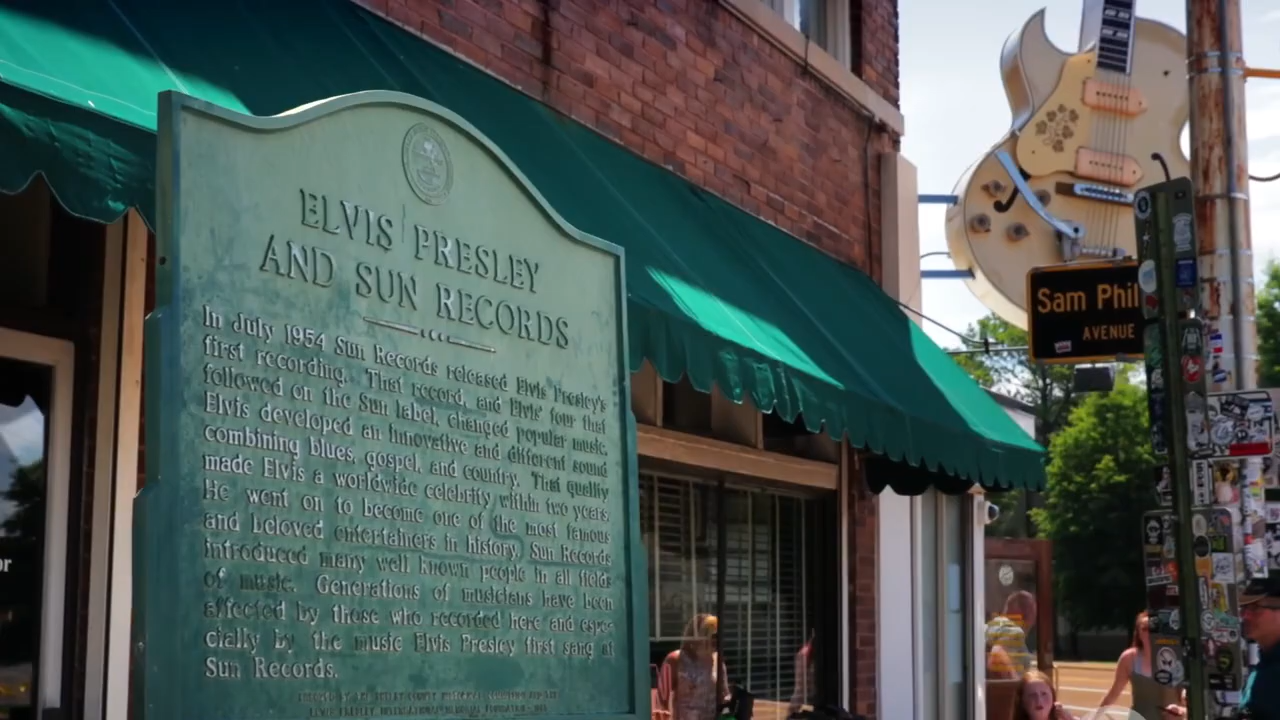 ELVIS PRESLEY
AND SUN RECORDS
In July 1954 Sun Records released Elvis Presley's
first recording. That record, and Elvis' four that
followed on the Sun label, changed popular music.
Elvis developed an innovative and different sound
combining blues, gospel, and country. That quality
made Elvis a worldwide celebrity within two years.
He went on to become one of the most famous
and beloved entertainers in history. Sun Records
introduced many well known people in all fields
of music. Generations of musicians have been
affected by those who recorded here and espe-
cially by the music Elvis Presley first sang at
Sun Records.
Sam Phil
AVENUE
or